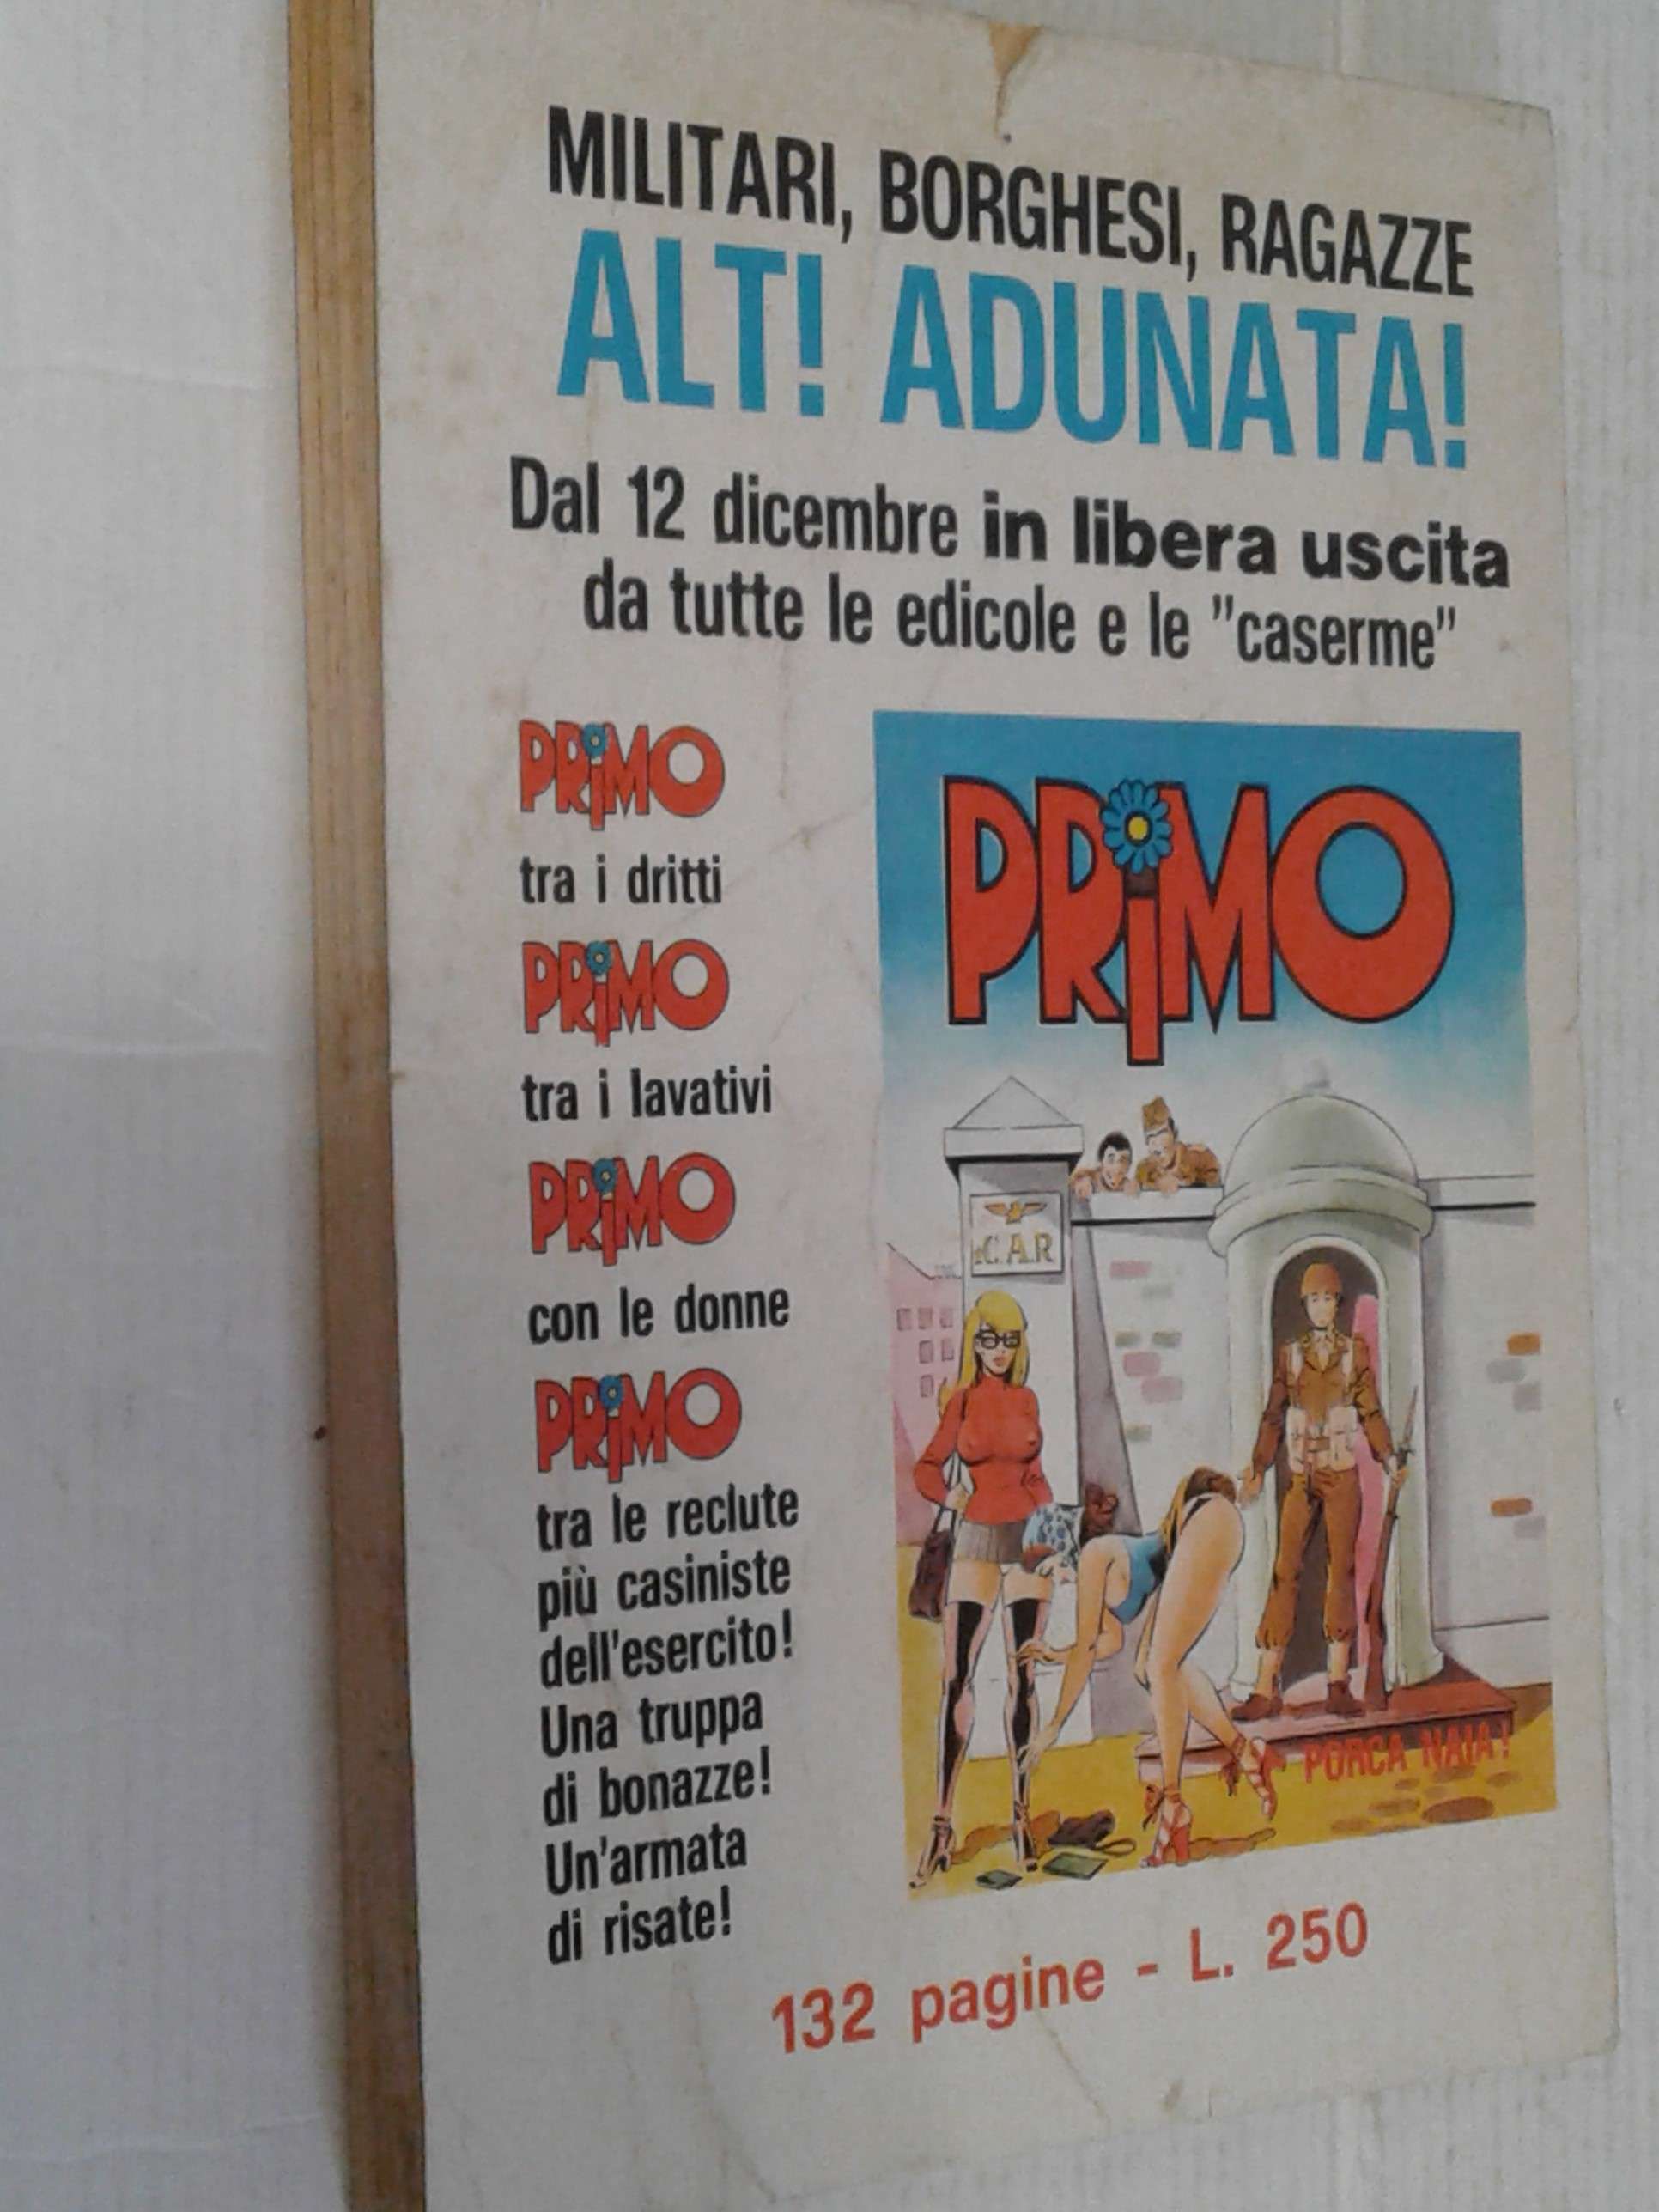 MILITARI, BORGHESI, RAGAZZE
ALT! ADUNATA!
Dal 12 dicembre in libera uscita
da tutte le edicole e le "caserme"
PRiMO
tra i dritti
PRiMO
tra i lavativi
PRiMO
con le donne
PRiMO
tra le reclute
più casiniste
dell'esercito!
Una truppa
di bonazze!
Un'armata
di risate!
PRiMO
C.A.R
PORCA NAIA!
132 pagine - L. 250